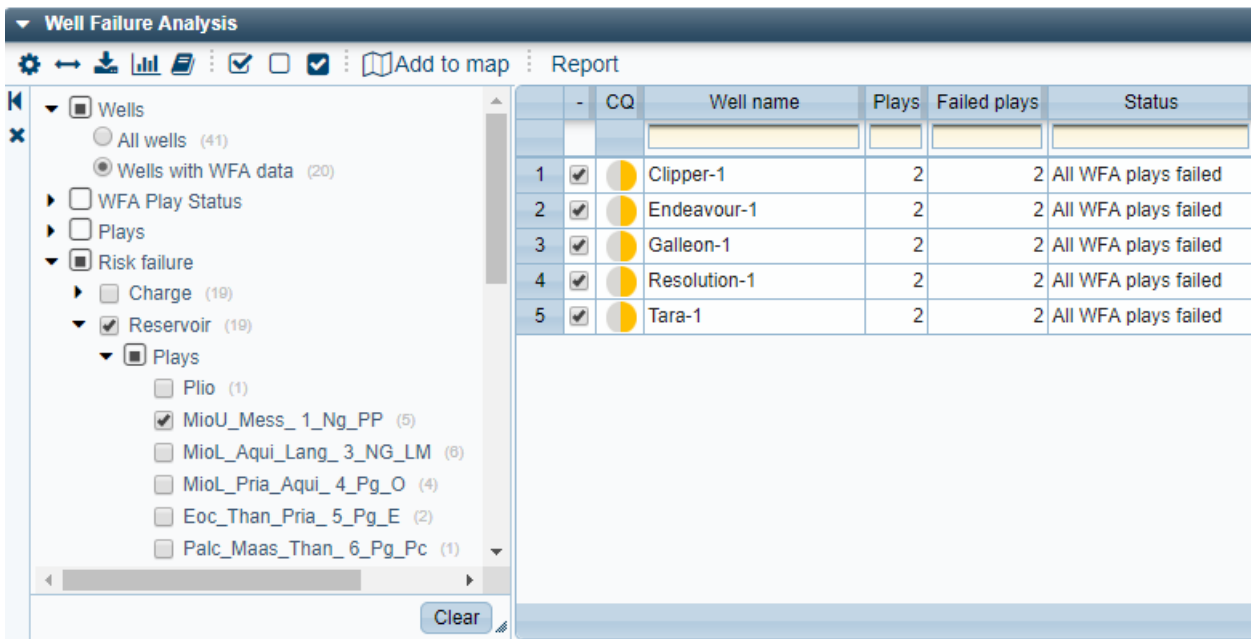 Well Failure Analysis
Add to map Report
Wells
All wells (41)
Wells with WFA data (20)
WFA Play Status
Plays
Risk failure
Charge (19)
Reservoir (19)
Plays
Plio (1)
MioU_Mess_ 1_Ng_PP (5)
MioL_Aqui_Lang_ 3_NG_LM (6)
MioL_Pria_Aqui_ 4_Pg_O (4)
Eoc_Than_Pria_ 5_Pg_E (2)
Palc_Maas_Than_ 6_Pg_Pc (1)
Clear
- CQ Well name Plays Failed plays Status
1 Clipper-1 2 2 All WFA plays failed
2 Endeavour-1 2 2 All WFA plays failed
3 Galleon-1 2 2 All WFA plays failed
4 Resolution-1 2 2 All WFA plays failed
5 Tara-1 2 2 All WFA plays failed